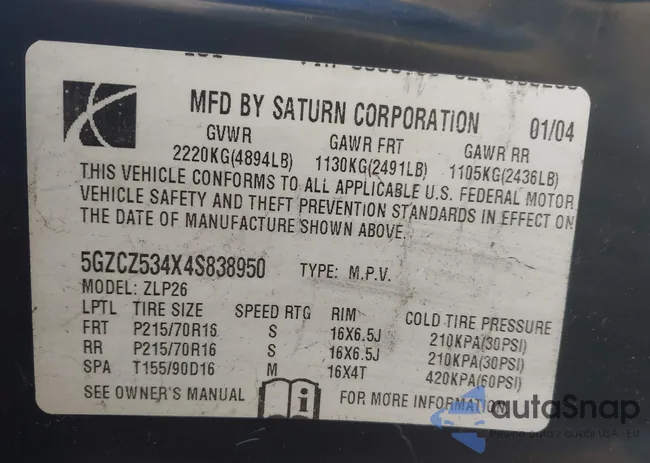 MFD BY SATURN CORPORATION 01/04
GVWR GAWR FRT GAWR RR
2220KG(4894LB) 1130KG(2491LB) 1105KG(2436LB)
THIS VEHICLE CONFORMS TO ALL APPLICABLE U.S. FEDERAL MOTOR
VEHICLE SAFETY AND THEFT PREVENTION STANDARDS IN EFFECT ON
THE DATE OF MANUFACTURE SHOWN ABOVE.
5GZCZ534X4S838950 TYPE: M.P.V.
MODEL: ZLP26
LPTL TIRE SIZE SPEED RTG RIM COLD TIRE PRESSURE
FRT P215/70R16 S 16X6.5J 210KPA(30PSI)
RR P215/70R16 S 16X6.5J 210KPA(30PSI)
SPA T155/90D16 M 16X4T 420KPA(60PSI)
SEE OWNER'S MANUAL i FOR MORE INFORMATION
autaSnap